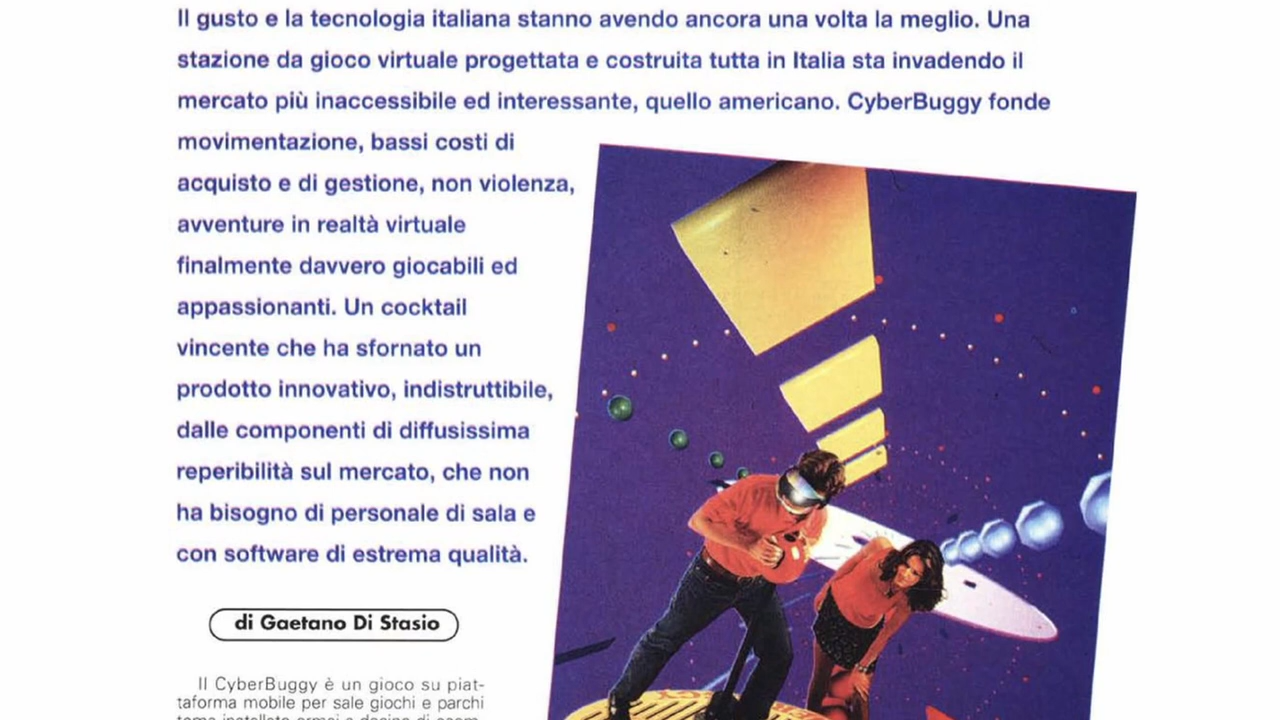 Il gusto e la tecnologia italiana stanno avendo ancora una volta la meglio. Una
stazione da gioco virtuale progettata e costruita tutta in Italia sta invadendo il
mercato più inaccessibile ed interessante, quello americano. CyberBuggy fonde
movimentazione, bassi costi di
acquisto e di gestione, non violenza,
avventure in realtà virtuale
finalmente davvero giocabili ed
appassionanti. Un cocktail
vincente che ha sfornato un
prodotto innovativo, indistruttibile,
dalle componenti di diffusissima
reperibilità sul mercato, che non
ha bisogno di personale di sala e
con software di estrema qualità.
di Gaetano Di Stasio
Il CyberBuggy è un gioco su piat-
taforma mobile per sale giochi e parchi